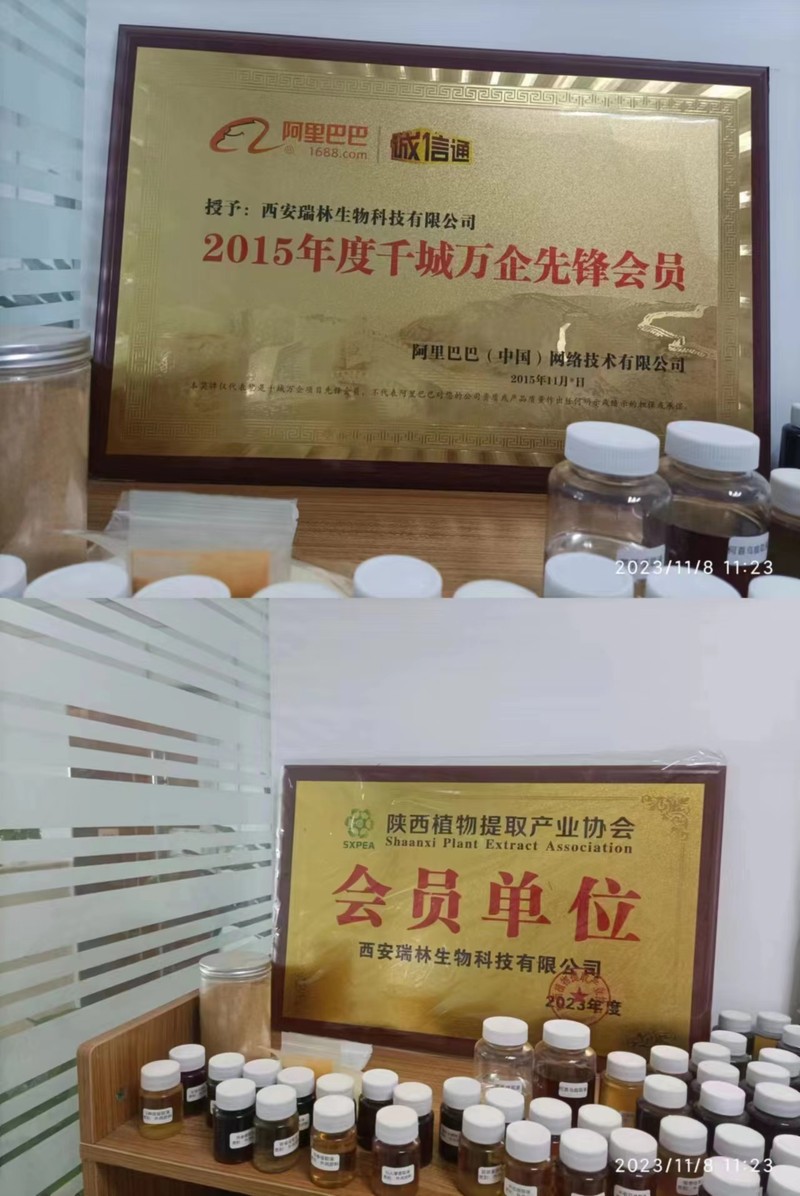 阿里巴巴
1688.com
诚信通
授予：西安瑞林生物科技有限公司
2015年度千城万企先锋会员
阿里巴巴（中国）网络技术有限公司
2015年11月*日
2023/11/8 11:23
陕西植物提取产业协会
SXPEA
Shaanxi Plant Extract Association
会员单位
西安瑞林生物科技有限公司
2023年度
2023/11/8 11:23